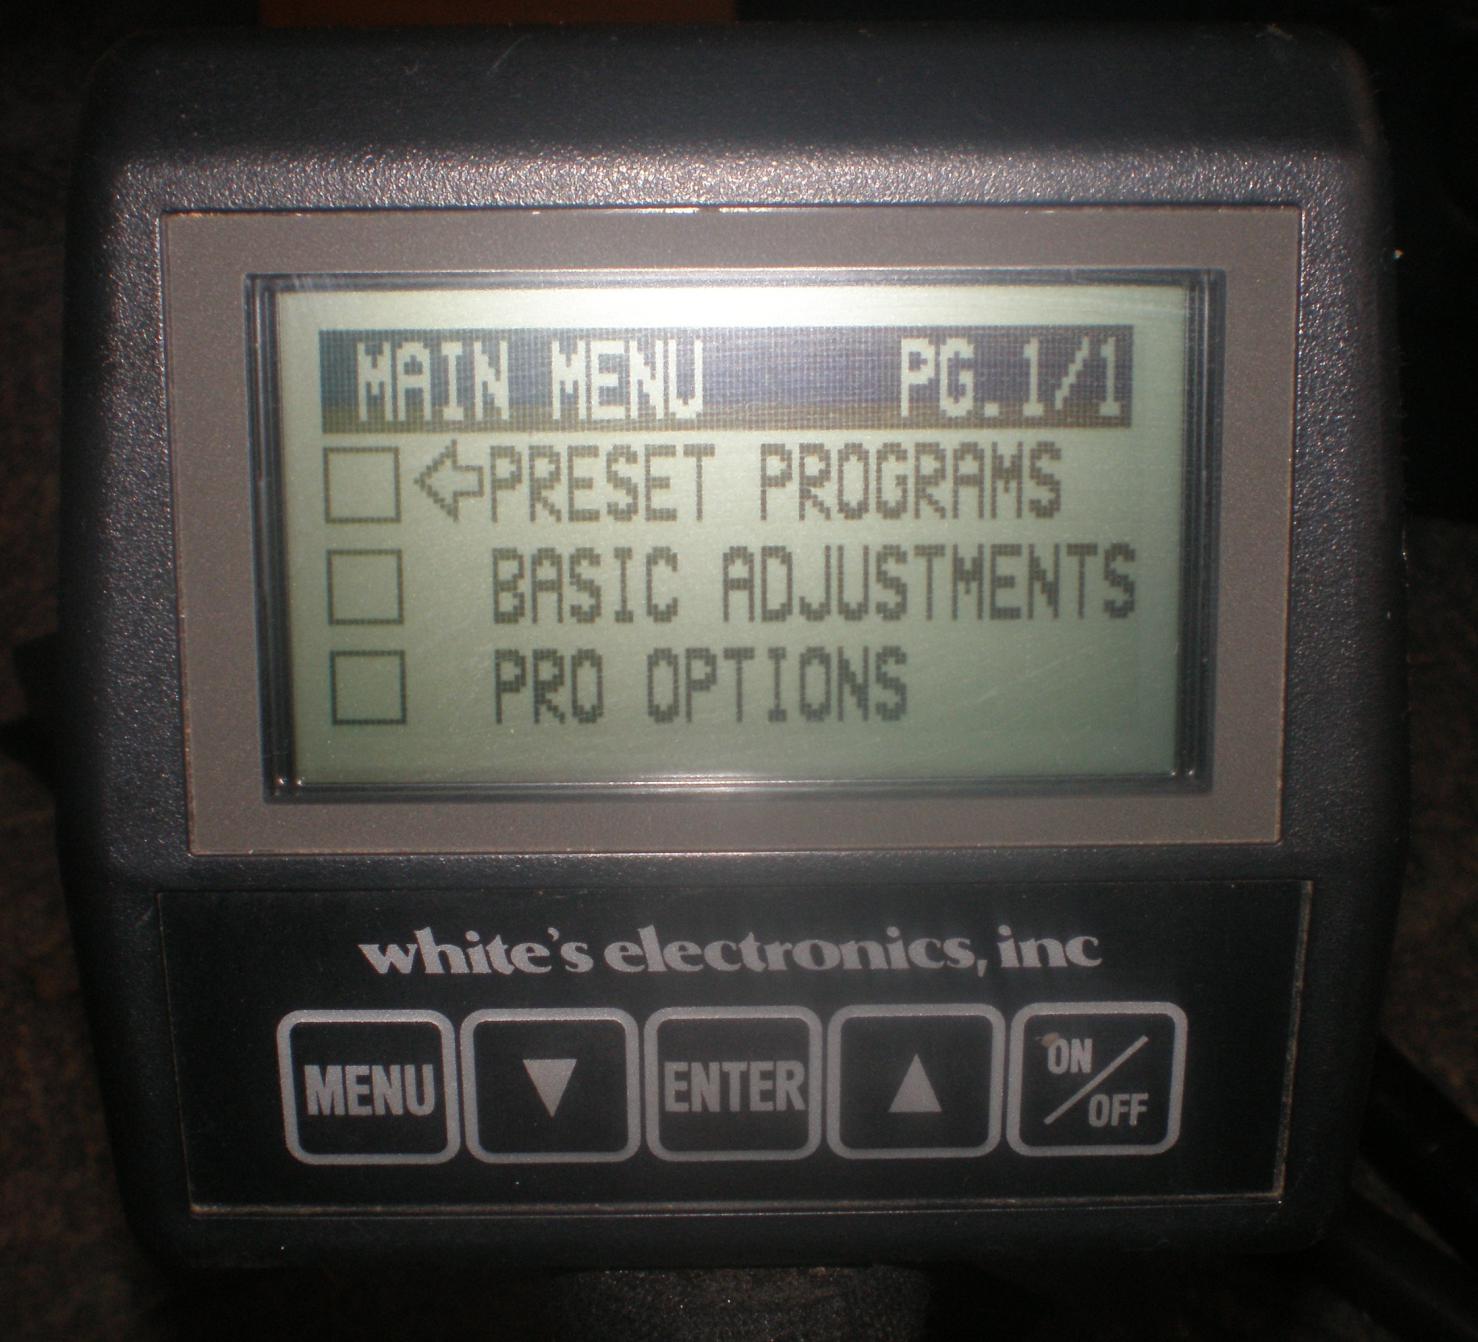 MAIN MENU PG.1/1
PRESET PROGRAMS
BASIC ADJUSTMENTS
PRO OPTIONS
white's electronics, inc
MENU ENTER ON/OFF